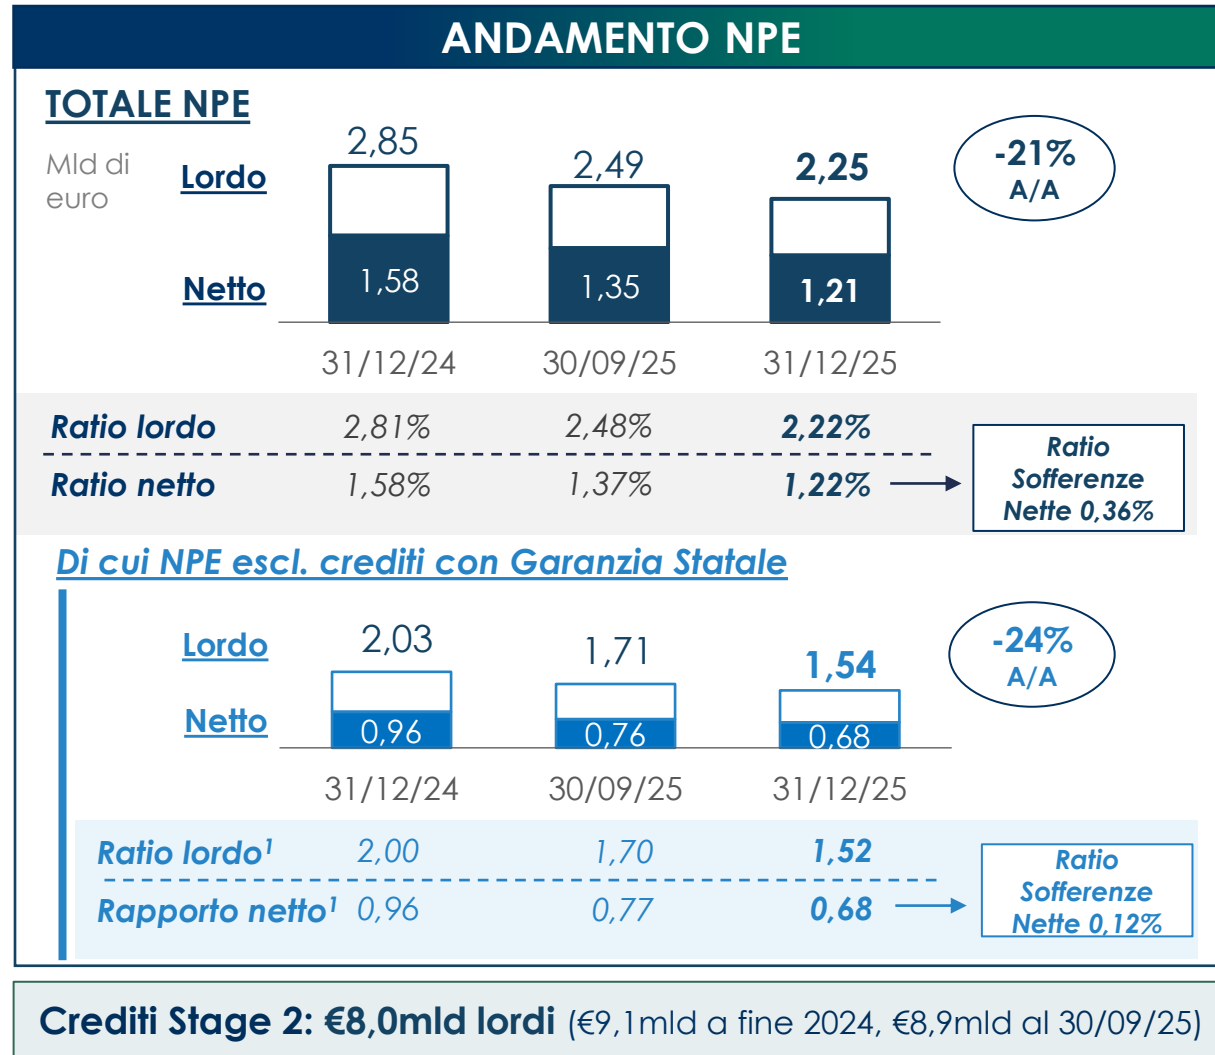 ANDAMENTO NPE
TOTALE NPE
Mld di
euro
Lordo
2,85
2,49
2,25
-21%
A/A
Netto
1,58
1,35
1,21
31/12/24
30/09/25
31/12/25
Ratio lordo
2,81%
2,48%
2,22%
Ratio netto
1,58%
1,37%
1,22%
Ratio
Sofferenze
Nette 0,36%
Di cui NPE escl. crediti con Garanzia Statale
Lordo
2,03
1,71
1,54
-24%
A/A
Netto
0,96
0,76
0,68
31/12/24
30/09/25
31/12/25
Ratio lordo¹
2,00
1,70
1,52
Rapporto netto¹
0,96
0,77
0,68
Ratio
Sofferenze
Nette 0,12%
Crediti Stage 2: €8,0mld lordi (€9,1mld a fine 2024, €8,9mld al 30/09/25)